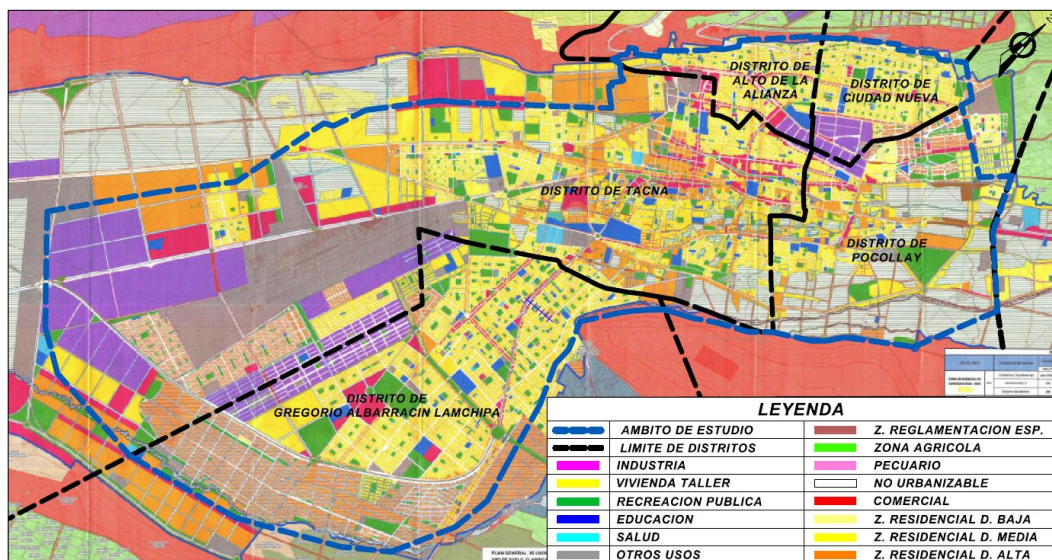 DISTRITO DE
ALTO DE LA
ALIANZA
DISTRITO DE
CIUDAD NUEVA
DISTRITO DE TACNA
DISTRITO DE
POCOLLAY
DISTRITO DE
GREGORIO ALBARRACIN LAMCHIPA
LEYENDA
AMBITO DE ESTUDIO
Z. REGLAMENTACION ESP.
LIMITE DE DISTRITOS
ZONA AGRICOLA
INDUSTRIA
PECUARIO
VIVIENDA TALLER
NO URBANIZABLE
RECREACION PUBLICA
COMERCIAL
EDUCACION
Z. RESIDENCIAL D. BAJA
SALUD
Z. RESIDENCIAL D. MEDIA
OTROS USOS
Z. RESIDENCIAL D. ALTA